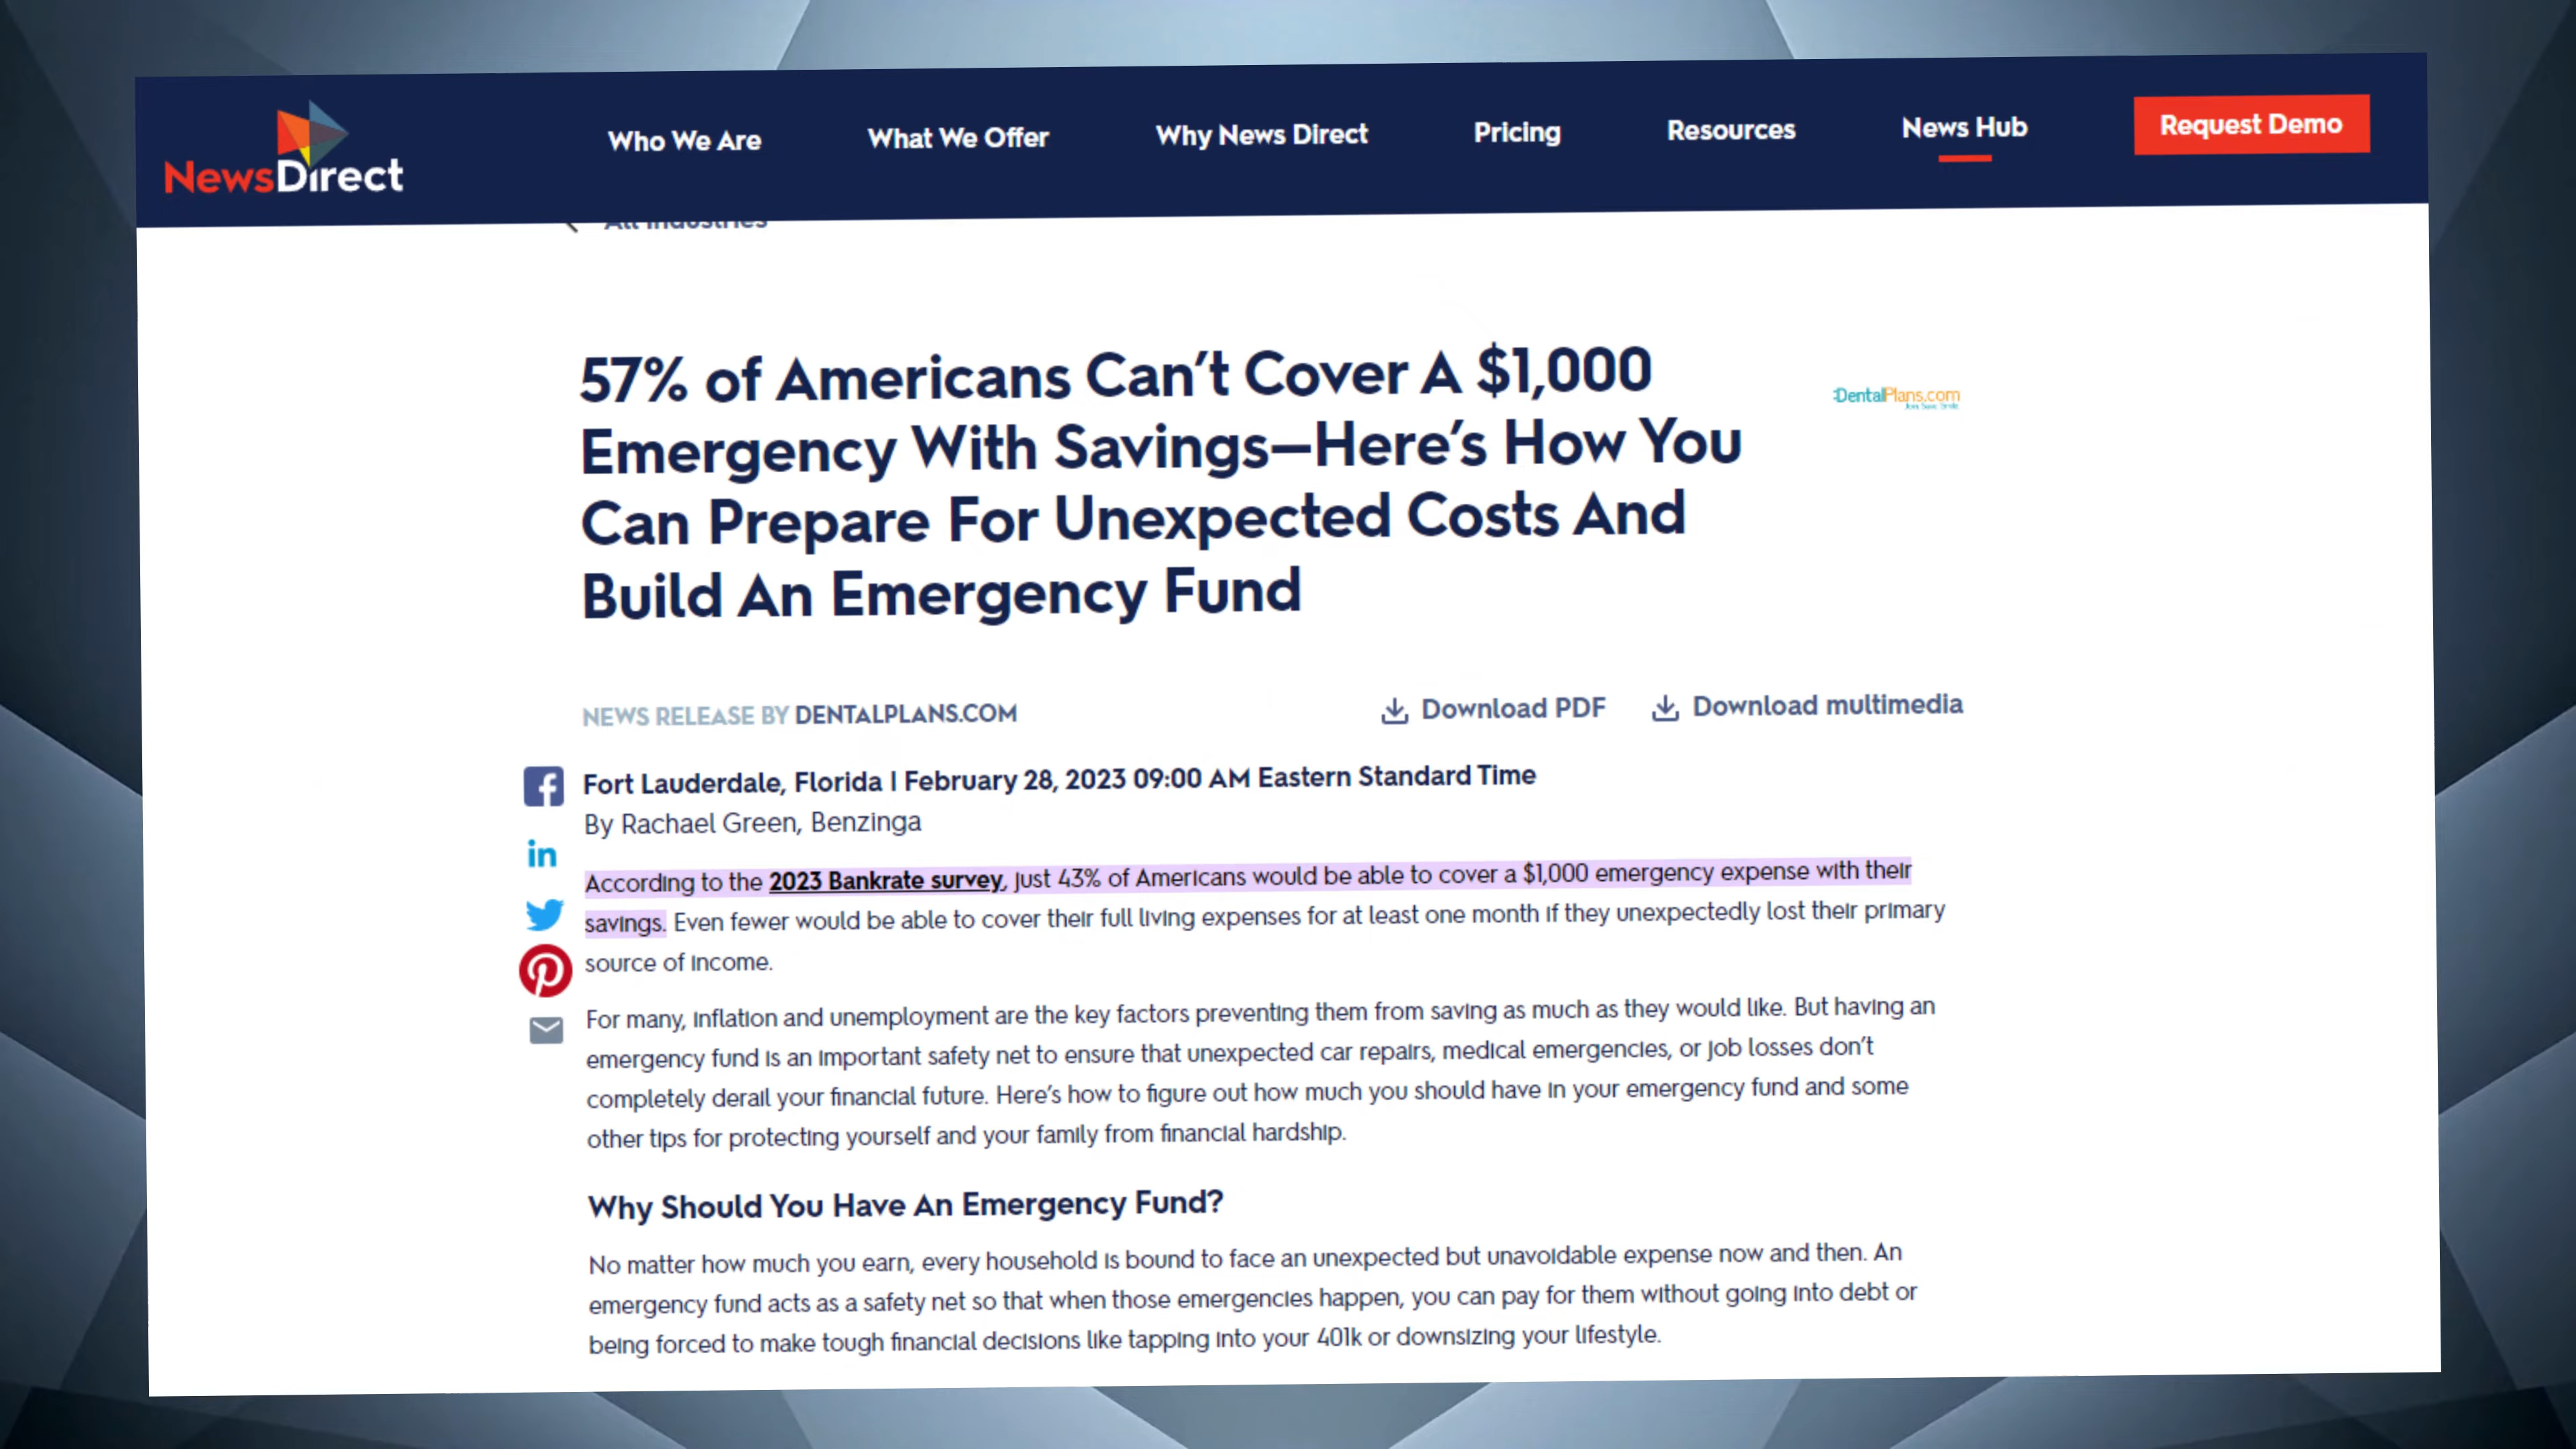 NewsDirect
Who We Are
What We Offer
Why News Direct
Pricing
Resources
News Hub
Request Demo
All Industries
57% of Americans Can't Cover A $1,000
Emergency With Savings—Here's How You
Can Prepare For Unexpected Costs And
Build An Emergency Fund
DentalPlans.com
NEWS RELEASE BY DENTALPLANS.COM
Download PDF
Download multimedia
Fort Lauderdale, Florida | February 28, 2023 09:00 AM Eastern Standard Time
By Rachael Green, Benzinga
According to the 2023 Bankrate survey, just 43% of Americans would be able to cover a $1,000 emergency expense with their
savings. Even fewer would be able to cover their full living expenses for at least one month if they unexpectedly lost their primary
source of income.
For many, inflation and unemployment are the key factors preventing them from saving as much as they would like. But having an
emergency fund is an important safety net to ensure that unexpected car repairs, medical emergencies, or job losses don't
completely derail your financial future. Here's how to figure out how much you should have in your emergency fund and some
other tips for protecting yourself and your family from financial hardship.
Why Should You Have An Emergency Fund?
No matter how much you earn, every household is bound to face an unexpected but unavoidable expense now and then. An
emergency fund acts as a safety net so that when those emergencies happen, you can pay for them without going into debt or
being forced to make tough financial decisions like tapping into your 401k or downsizing your lifestyle.